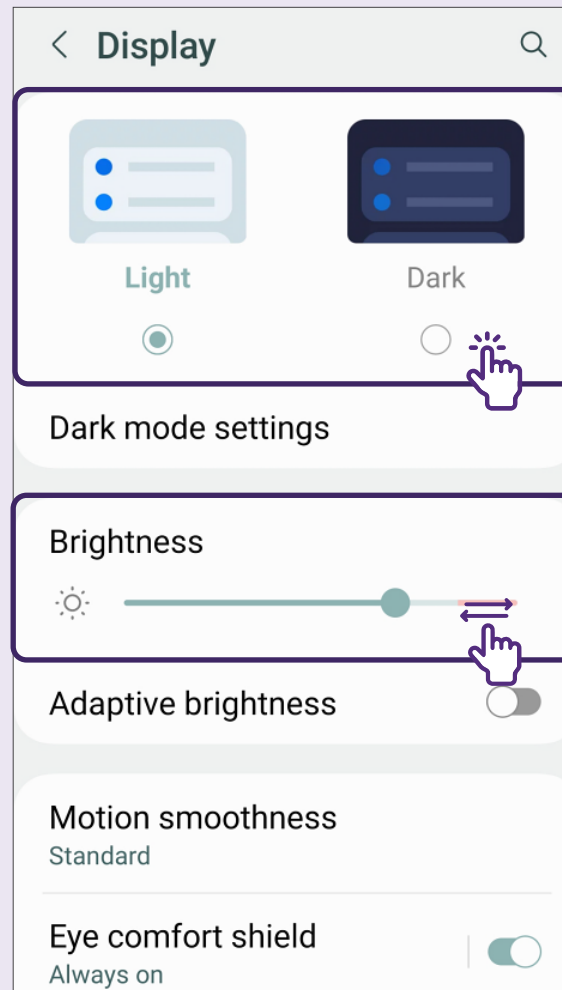 Display
Light Dark
Dark mode settings
Brightness
Adaptive brightness
Motion smoothness
Standard
Eye comfort shield
Always on